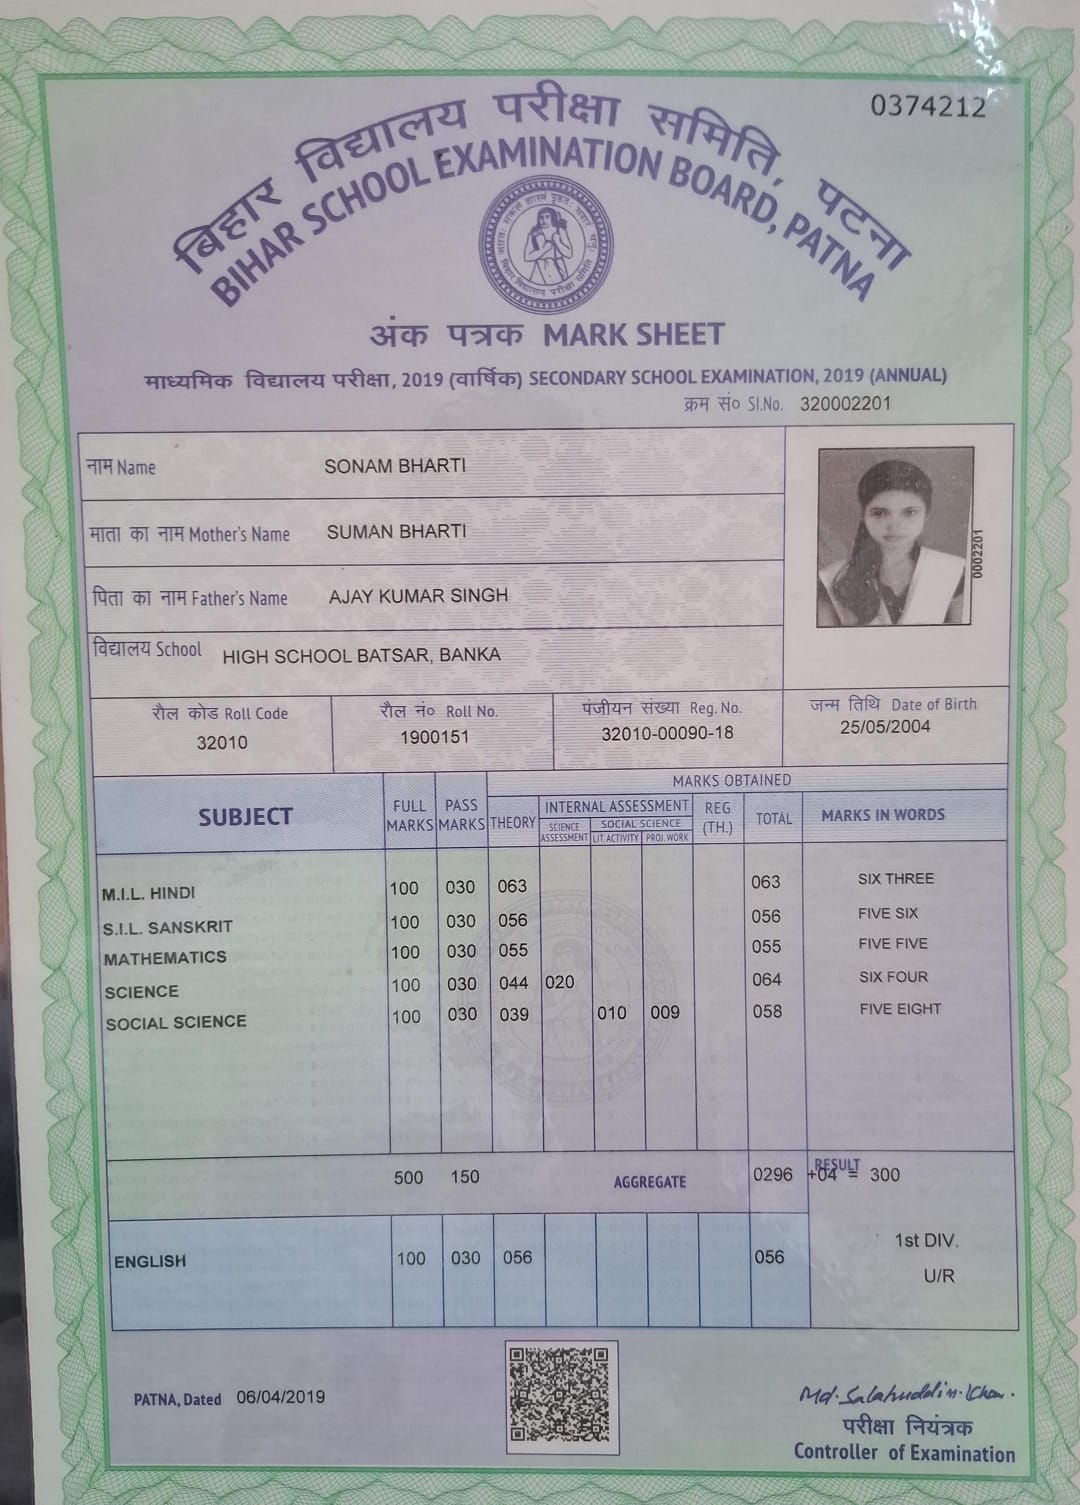 0374212
बिहार विद्यालय परीक्षा समिति, पटना
BIHAR SCHOOL EXAMINATION BOARD, PATNA
अंक पत्रक MARK SHEET
माध्यमिक विद्यालय परीक्षा, 2019 (वार्षिक) SECONDARY SCHOOL EXAMINATION, 2019 (ANNUAL)
क्रम सं० Sl.No. 320002201
नाम Name SONAM BHARTI
माता का नाम Mother's Name SUMAN BHARTI
पिता का नाम Father's Name AJAY KUMAR SINGH
विद्यालय School HIGH SCHOOL BATSAR, BANKA
0002201
रौल कोड Roll Code रौल नं० Roll No. पंजीयन संख्या Reg. No. जन्म तिथि Date of Birth
32010 1900151 32010-00090-18 25/05/2004
MARKS OBTAINED
SUBJECT FULL MARKS PASS MARKS THEORY INTERNAL ASSESSMENT REG (TH.) TOTAL MARKS IN WORDS
SCIENCE ASSESSMENT SOCIAL SCIENCE
LIT. ACTIVITY PROJ. WORK
M.I.L. HINDI 100 030 063 063 SIX THREE
S.I.L. SANSKRIT 100 030 056 056 FIVE SIX
MATHEMATICS 100 030 055 055 FIVE FIVE
SCIENCE 100 030 044 020 064 SIX FOUR
SOCIAL SCIENCE 100 030 039 010 009 058 FIVE EIGHT
RESULT
500 150 AGGREGATE 0296 +04 = 300
1st DIV.
ENGLISH 100 030 056 056
U/R
PATNA, Dated 06/04/2019
Md. Salahuddin Khan.
परीक्षा नियंत्रक
Controller of Examination